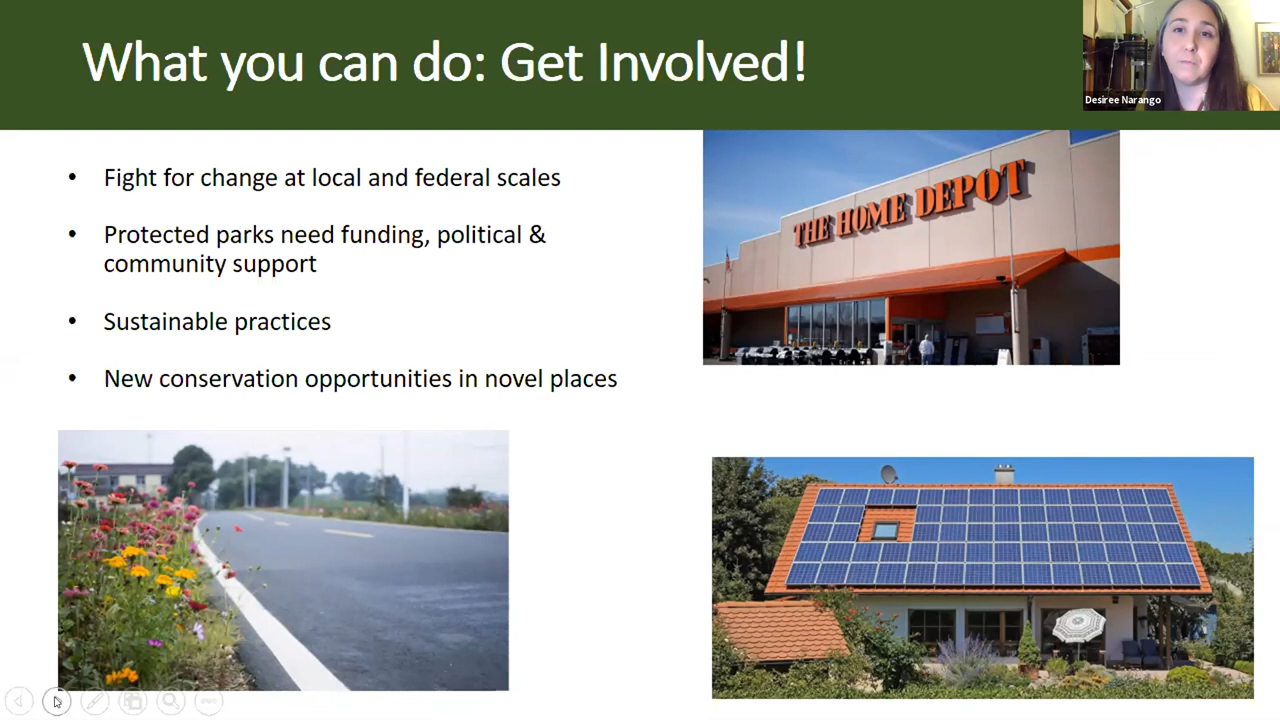 What you can do: Get Involved!
Desiree Narango
• Fight for change at local and federal scales
• Protected parks need funding, political &
community support
• Sustainable practices
• New conservation opportunities in novel places
THE HOME DEPOT